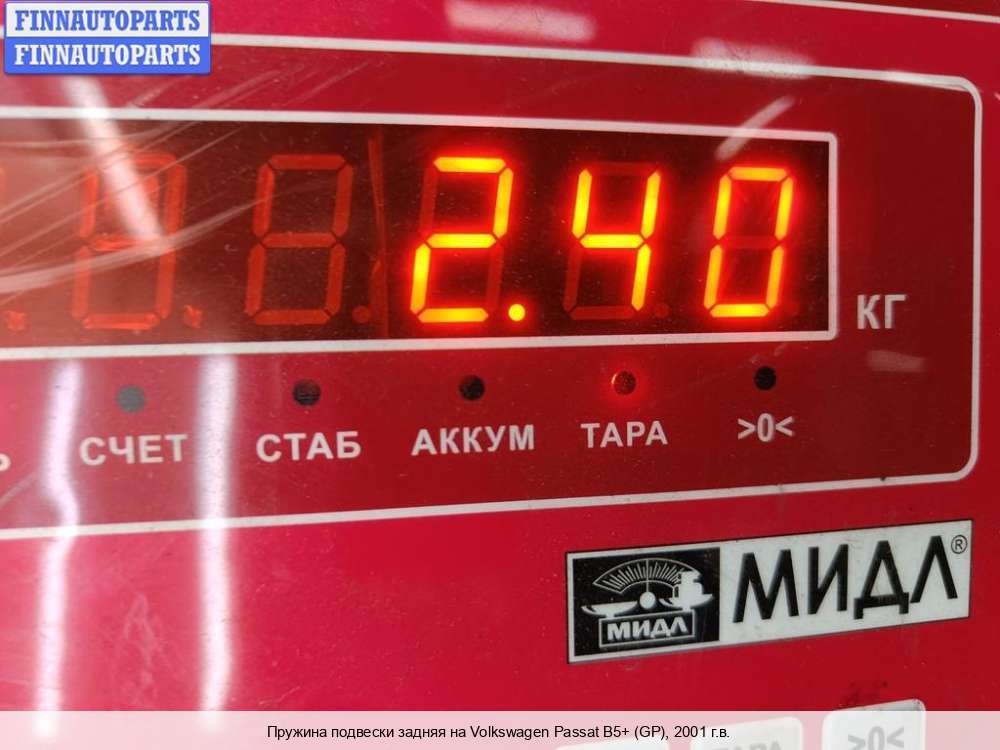 FINNAUTOPARTS
FINNAUTOPARTS
2.40
КГ
СЧЕТ СТАБ АККУМ ТАРА >0<
МИДЛ МИДЛ®
>0<
Пружина подвески задняя на Volkswagen Passat B5+ (GP), 2001 г.в.